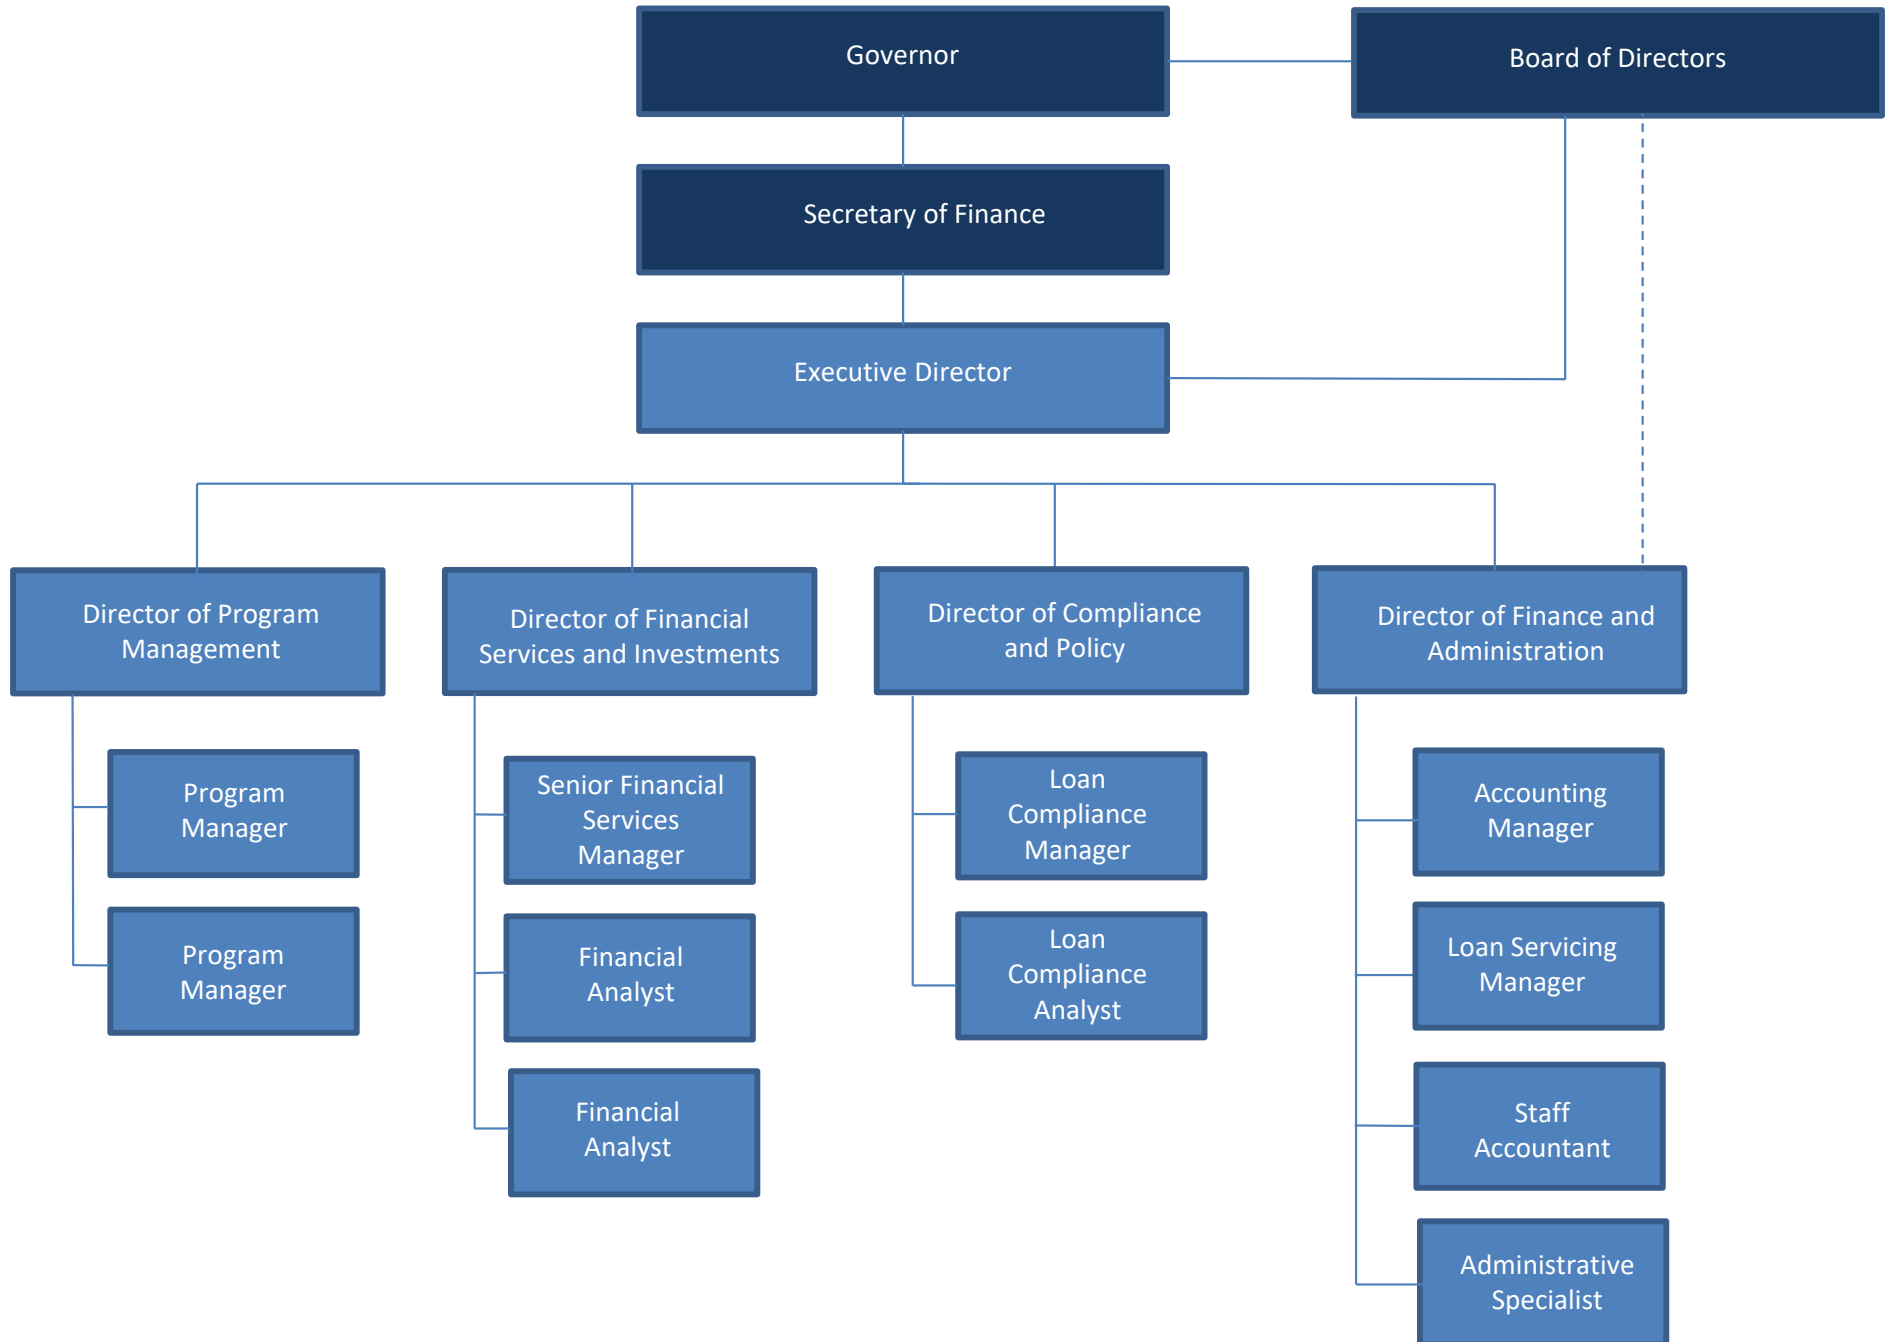 Governor
Board of Directors
Secretary of Finance
Executive Director
Director of Program
Management
Director of Financial
Services and Investments
Director of Compliance
and Policy
Director of Finance and
Administration
Program
Manager
Program
Manager
Senior Financial
Services
Manager
Financial
Analyst
Financial
Analyst
Loan
Compliance
Manager
Loan
Compliance
Analyst
Accounting
Manager
Loan Servicing
Manager
Staff
Accountant
Administrative
Specialist